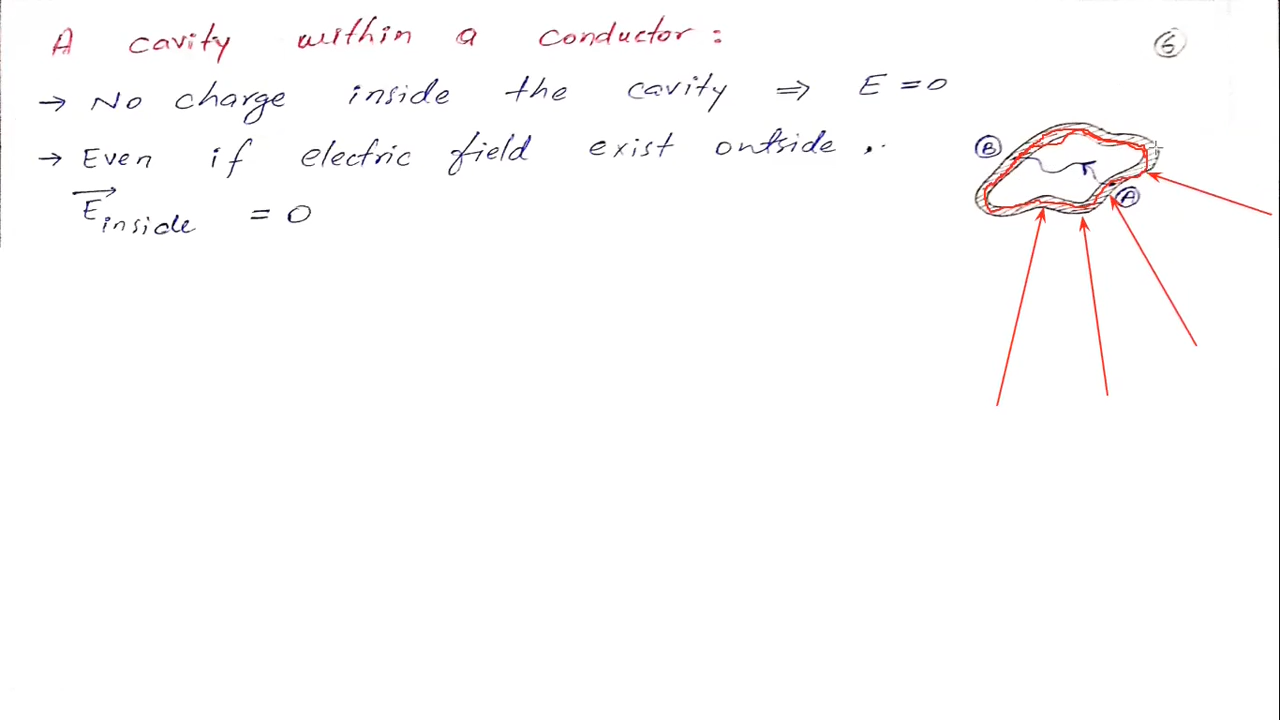 A cavity within a conductor :
6
→ No charge inside the cavity ⇒ E = 0
→ Even if electric field exist outside ,.
E⃗inside = 0
B
A